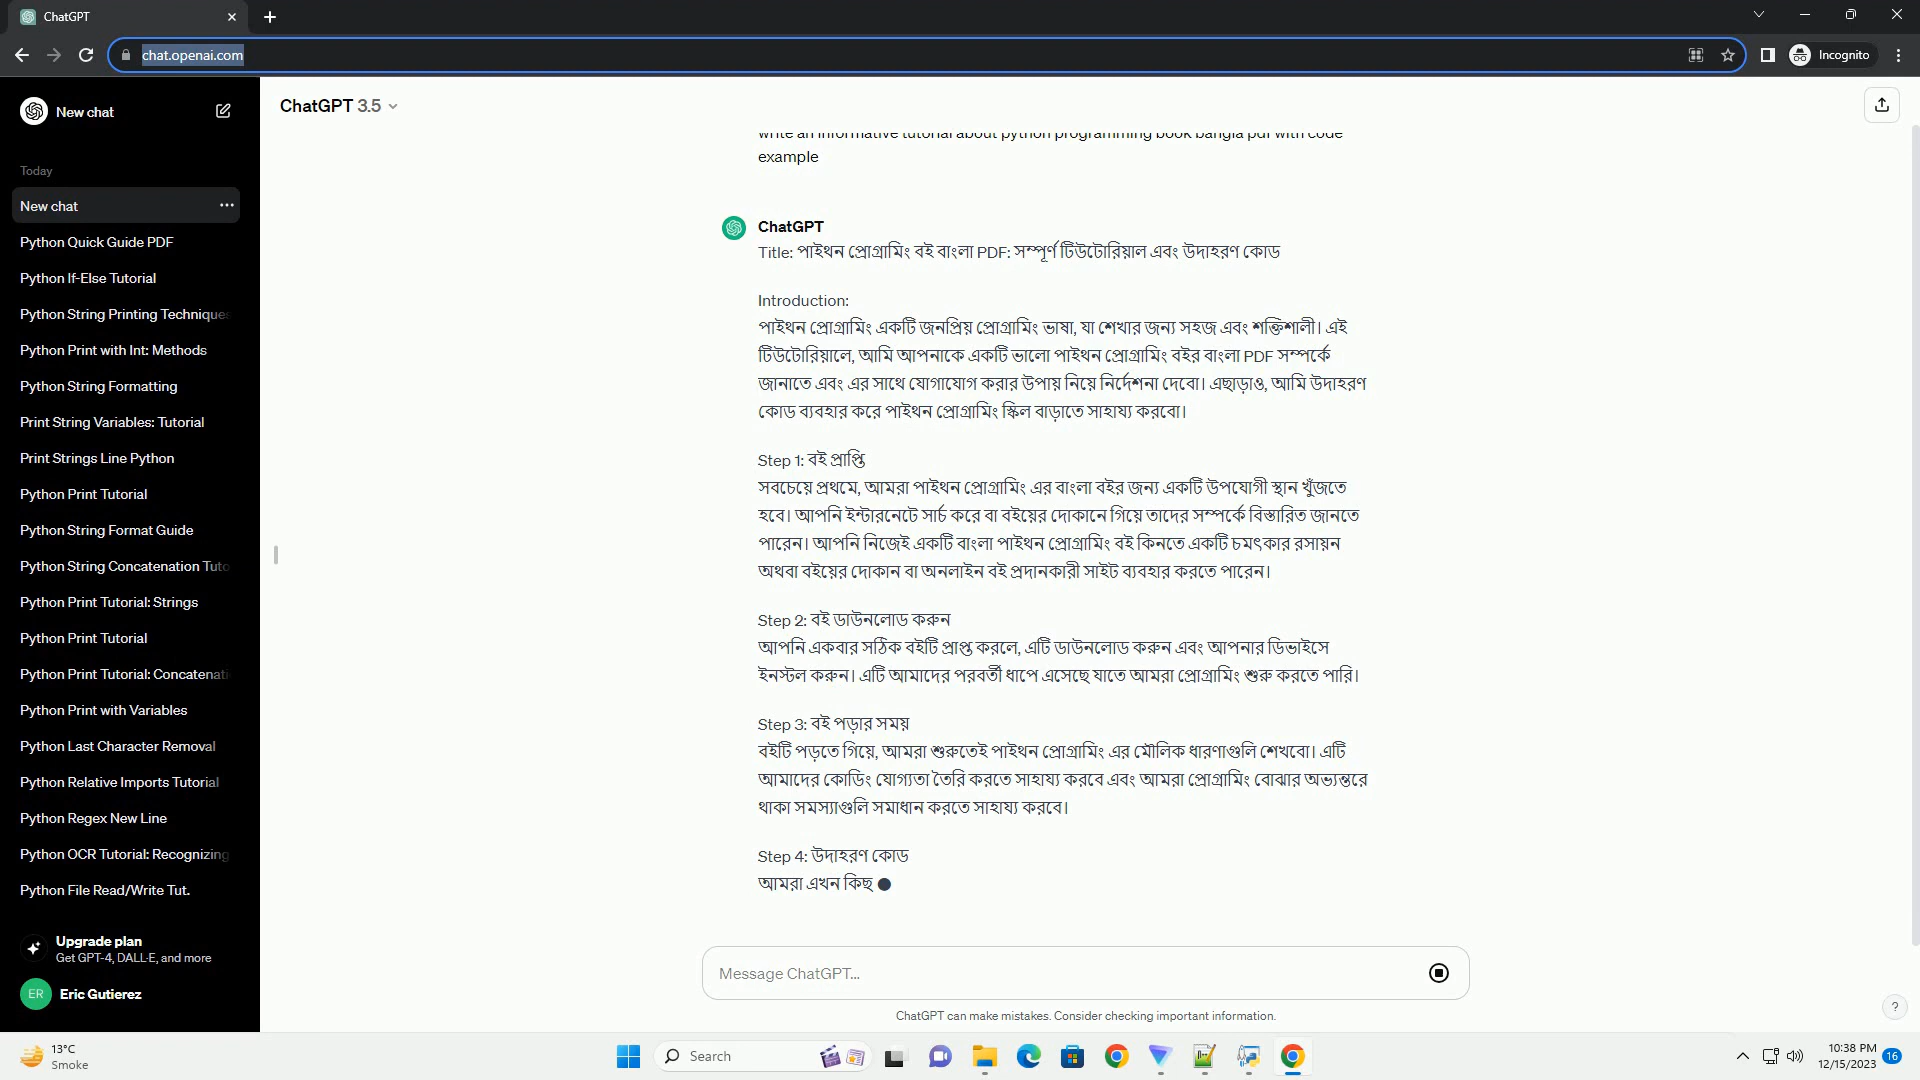 ChatGPT
chat.openai.com
Incognito
New chat
ChatGPT 3.5
Today
New chat
Python Quick Guide PDF
Python If-Else Tutorial
Python String Printing Techniques
Python Print with Int: Methods
Python String Formatting
Print String Variables: Tutorial
Print Strings Line Python
Python Print Tutorial
Python String Format Guide
Python String Concatenation Tuto
Python Print Tutorial: Strings
Python Print Tutorial
Python Print Tutorial: Concatenati
Python Print with Variables
Python Last Character Removal
Python Relative Imports Tutorial
Python Regex New Line
Python OCR Tutorial: Recognizing
Python File Read/Write Tut.
Upgrade plan
Get GPT-4, DALL·E, and more
ER
Eric Gutierez
write an informative tutorial about python programming book bangla pdf with code
example
ChatGPT
Title: পাইথন প্রোগ্রামিং বই বাংলা PDF: সম্পূর্ণ টিউটোরিয়াল এবং উদাহরণ কোড
Introduction:
পাইথন প্রোগ্রামিং একটি জনপ্রিয় প্রোগ্রামিং ভাষা, যা শেখার জন্য সহজ এবং শক্তিশালী। এই
টিউটোরিয়ালে, আমি আপনাকে একটি ভালো পাইথন প্রোগ্রামিং বইর বাংলা PDF সম্পর্কে
জানাতে এবং এর সাথে যোগাযোগ করার উপায় নিয়ে নির্দেশনা দেবো। এছাড়াও, আমি উদাহরণ
কোড ব্যবহার করে পাইথন প্রোগ্রামিং স্কিল বাড়াতে সাহায্য করবো।
Step 1: বই প্রাপ্তি
সবচেয়ে প্রথমে, আমরা পাইথন প্রোগ্রামিং এর বাংলা বইর জন্য একটি উপযোগী স্থান খুঁজতে
হবে। আপনি ইন্টারনেটে সার্চ করে বা বইয়ের দোকানে গিয়ে তাদের সম্পর্কে বিস্তারিত জানতে
পারেন। আপনি নিজেই একটি বাংলা পাইথন প্রোগ্রামিং বই কিনতে একটি চমৎকার রসায়ন
অথবা বইয়ের দোকান বা অনলাইন বই প্রদানকারী সাইট ব্যবহার করতে পারেন।
Step 2: বই ডাউনলোড করুন
আপনি একবার সঠিক বইটি প্রাপ্ত করলে, এটি ডাউনলোড করুন এবং আপনার ডিভাইসে
ইনস্টল করুন। এটি আমাদের পরবর্তী ধাপে এসেছে যাতে আমরা প্রোগ্রামিং শুরু করতে পারি।
Step 3: বই পড়ার সময়
বইটি পড়তে গিয়ে, আমরা শুরুতেই পাইথন প্রোগ্রামিং এর মৌলিক ধারণাগুলি শেখবো। এটি
আমাদের কোডিং যোগ্যতা তৈরি করতে সাহায্য করবে এবং আমরা প্রোগ্রামিং বোঝার অভ্যন্তরে
থাকা সমস্যাগুলি সমাধান করতে সাহায্য করবে।
Step 4: উদাহরণ কোড
আমরা এখন কিছ
Message ChatGPT...
ChatGPT can make mistakes. Consider checking important information.
?
13°C
Smoke
Search
10:38 PM
12/15/2023
16